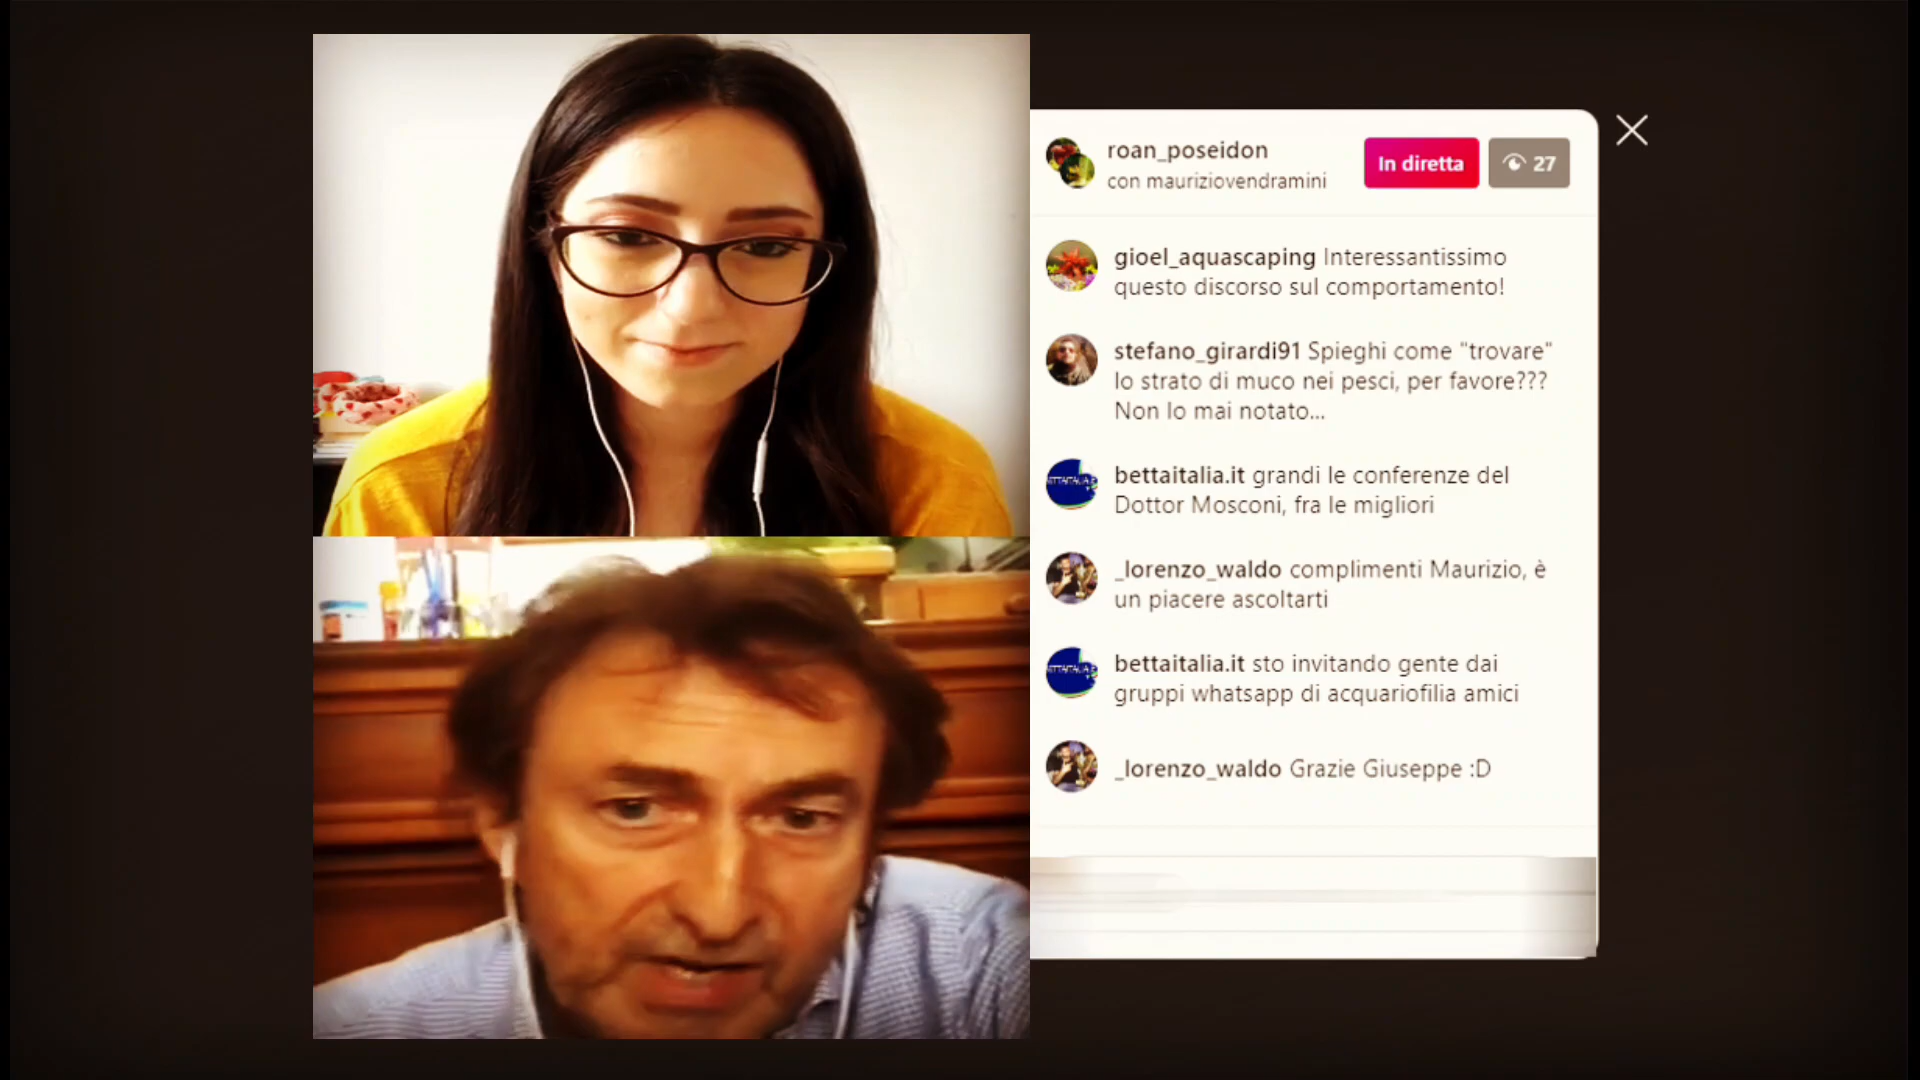 roan_poseidon
con mauriziovendramini
In diretta
27
gioel_aquascaping Interessantissimo
questo discorso sul comportamento!
stefano_girardi91 Spieghi come "trovare"
lo strato di muco nei pesci, per favore???
Non lo mai notato...
bettaitalia.it grandi le conferenze del
Dottor Mosconi, fra le migliori
_lorenzo_waldo complimenti Maurizio, è
un piacere ascoltarti
bettaitalia.it sto invitando gente dai
gruppi whatsapp di acquariofilia amici
_lorenzo_waldo Grazie Giuseppe :D